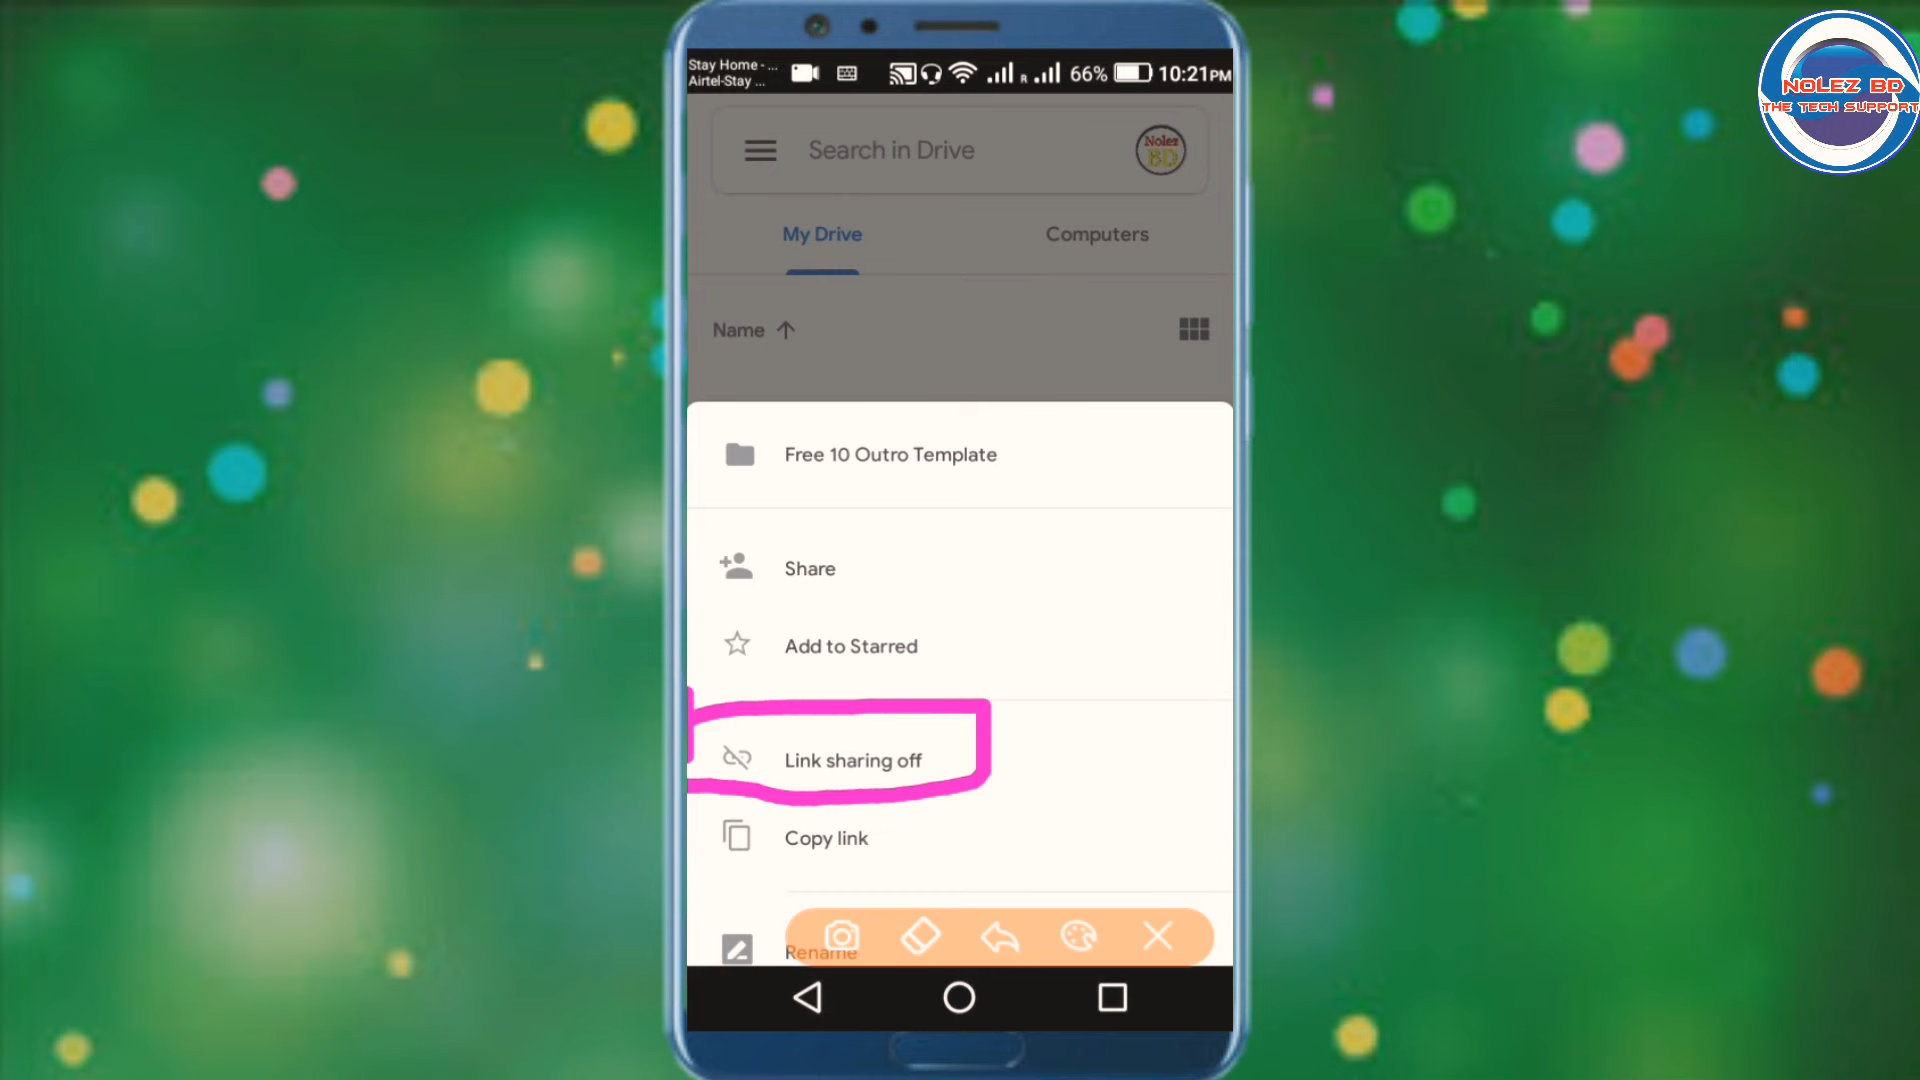 Stay Home - ...
Airtel-Stay ...
R
66%
10:21PM
NOLEZ BD
THE TECH SUPPORT
Search in Drive
Nolez
BD
My Drive
Computers
Name
Free 10 Outro Template
Share
Add to Starred
Link sharing off
Copy link
Rename